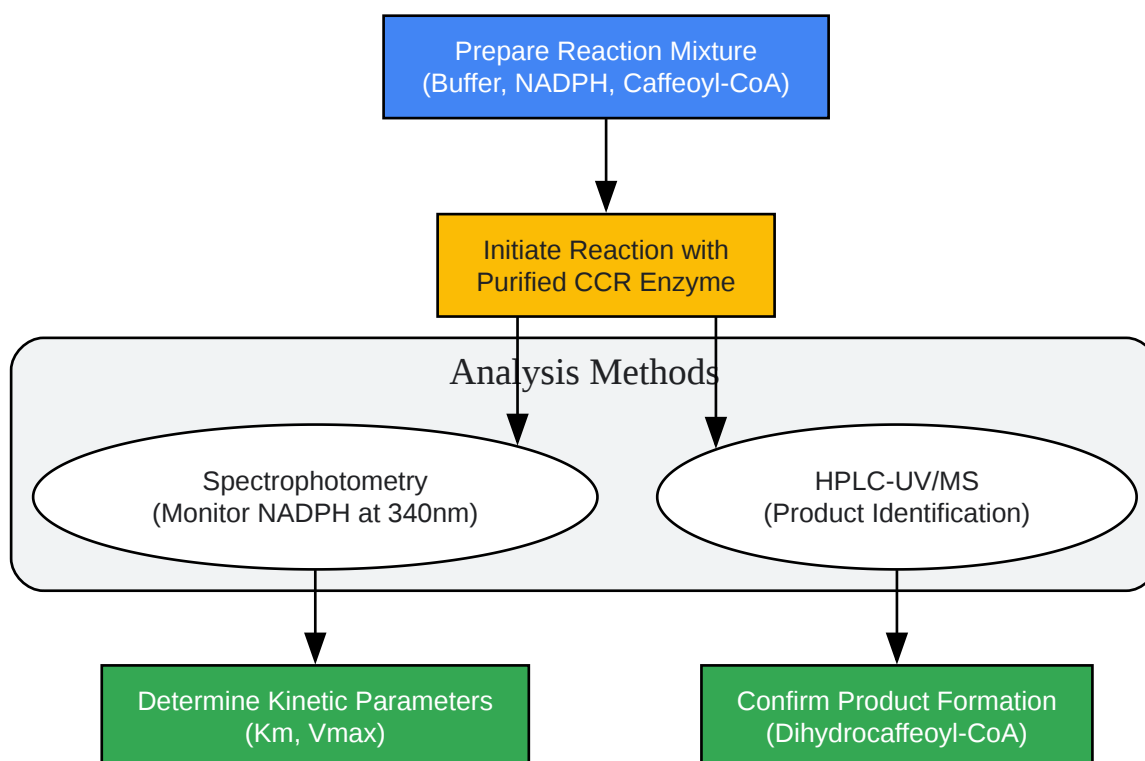 Prepare Reaction Mixture
(Buffer, NADPH, Caffeoyl-CoA)
Initiate Reaction with
Purified CCR Enzyme
Analysis Methods
Spectrophotometry
(Monitor NADPH at 340nm)
HPLC-UV/MS
(Product Identification)
Determine Kinetic Parameters
(Km, Vmax)
Confirm Product Formation
(Dihydrocaffeoyl-CoA)